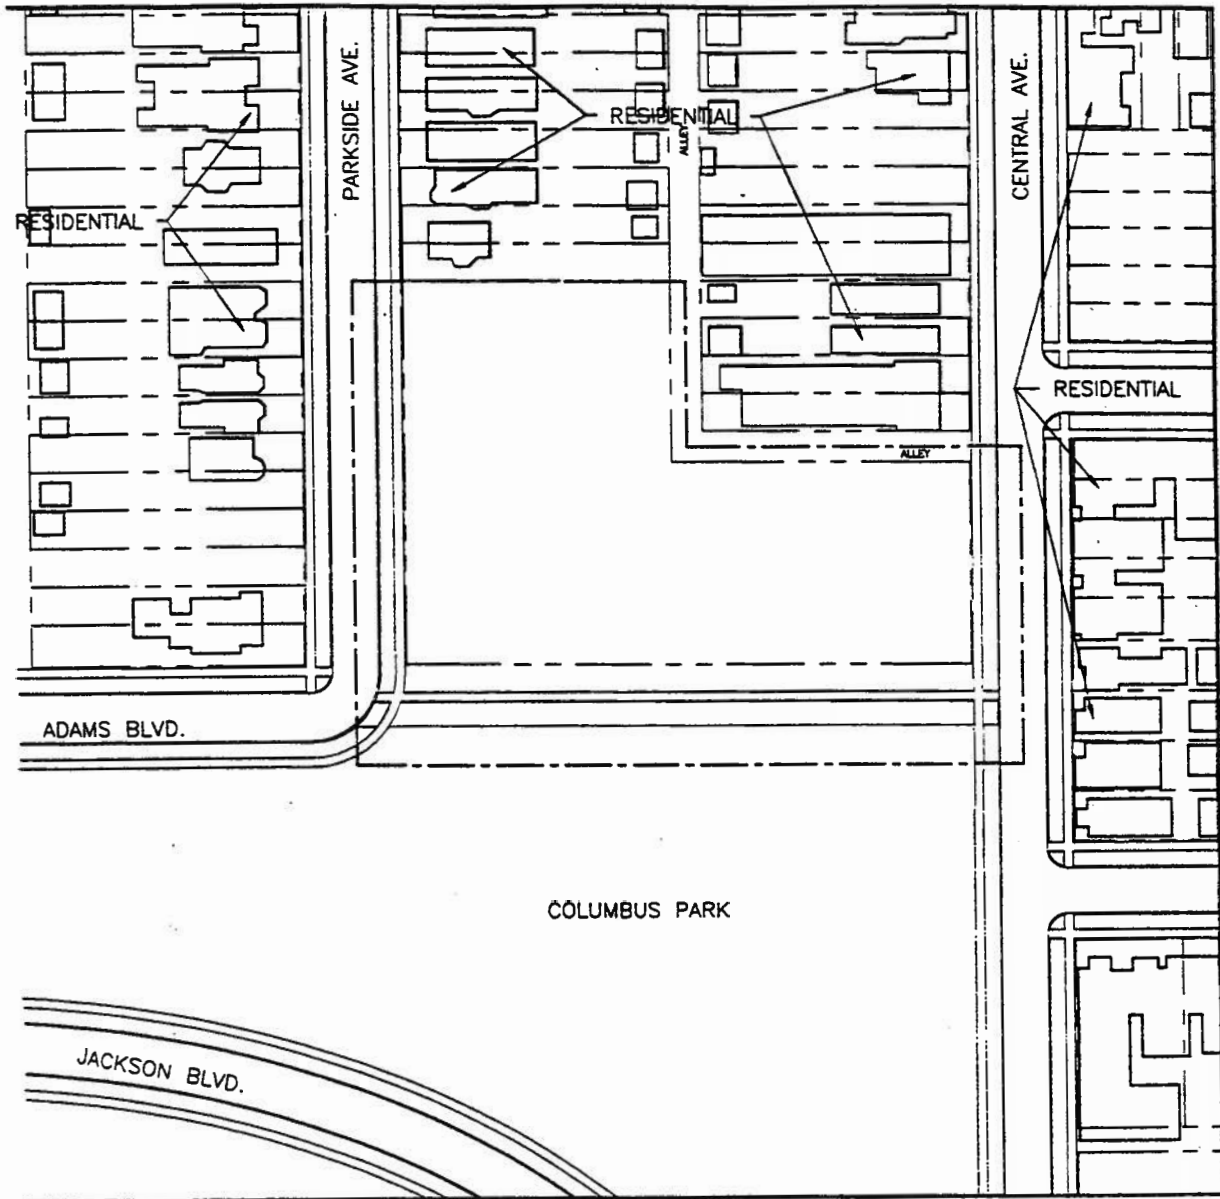 PARKSIDE AVE.
CENTRAL AVE.
RESIDENTIAL
ALLEY
RESIDENTIAL
RESIDENTIAL
ALLEY
ADAMS BLVD.
COLUMBUS PARK
JACKSON BLVD.